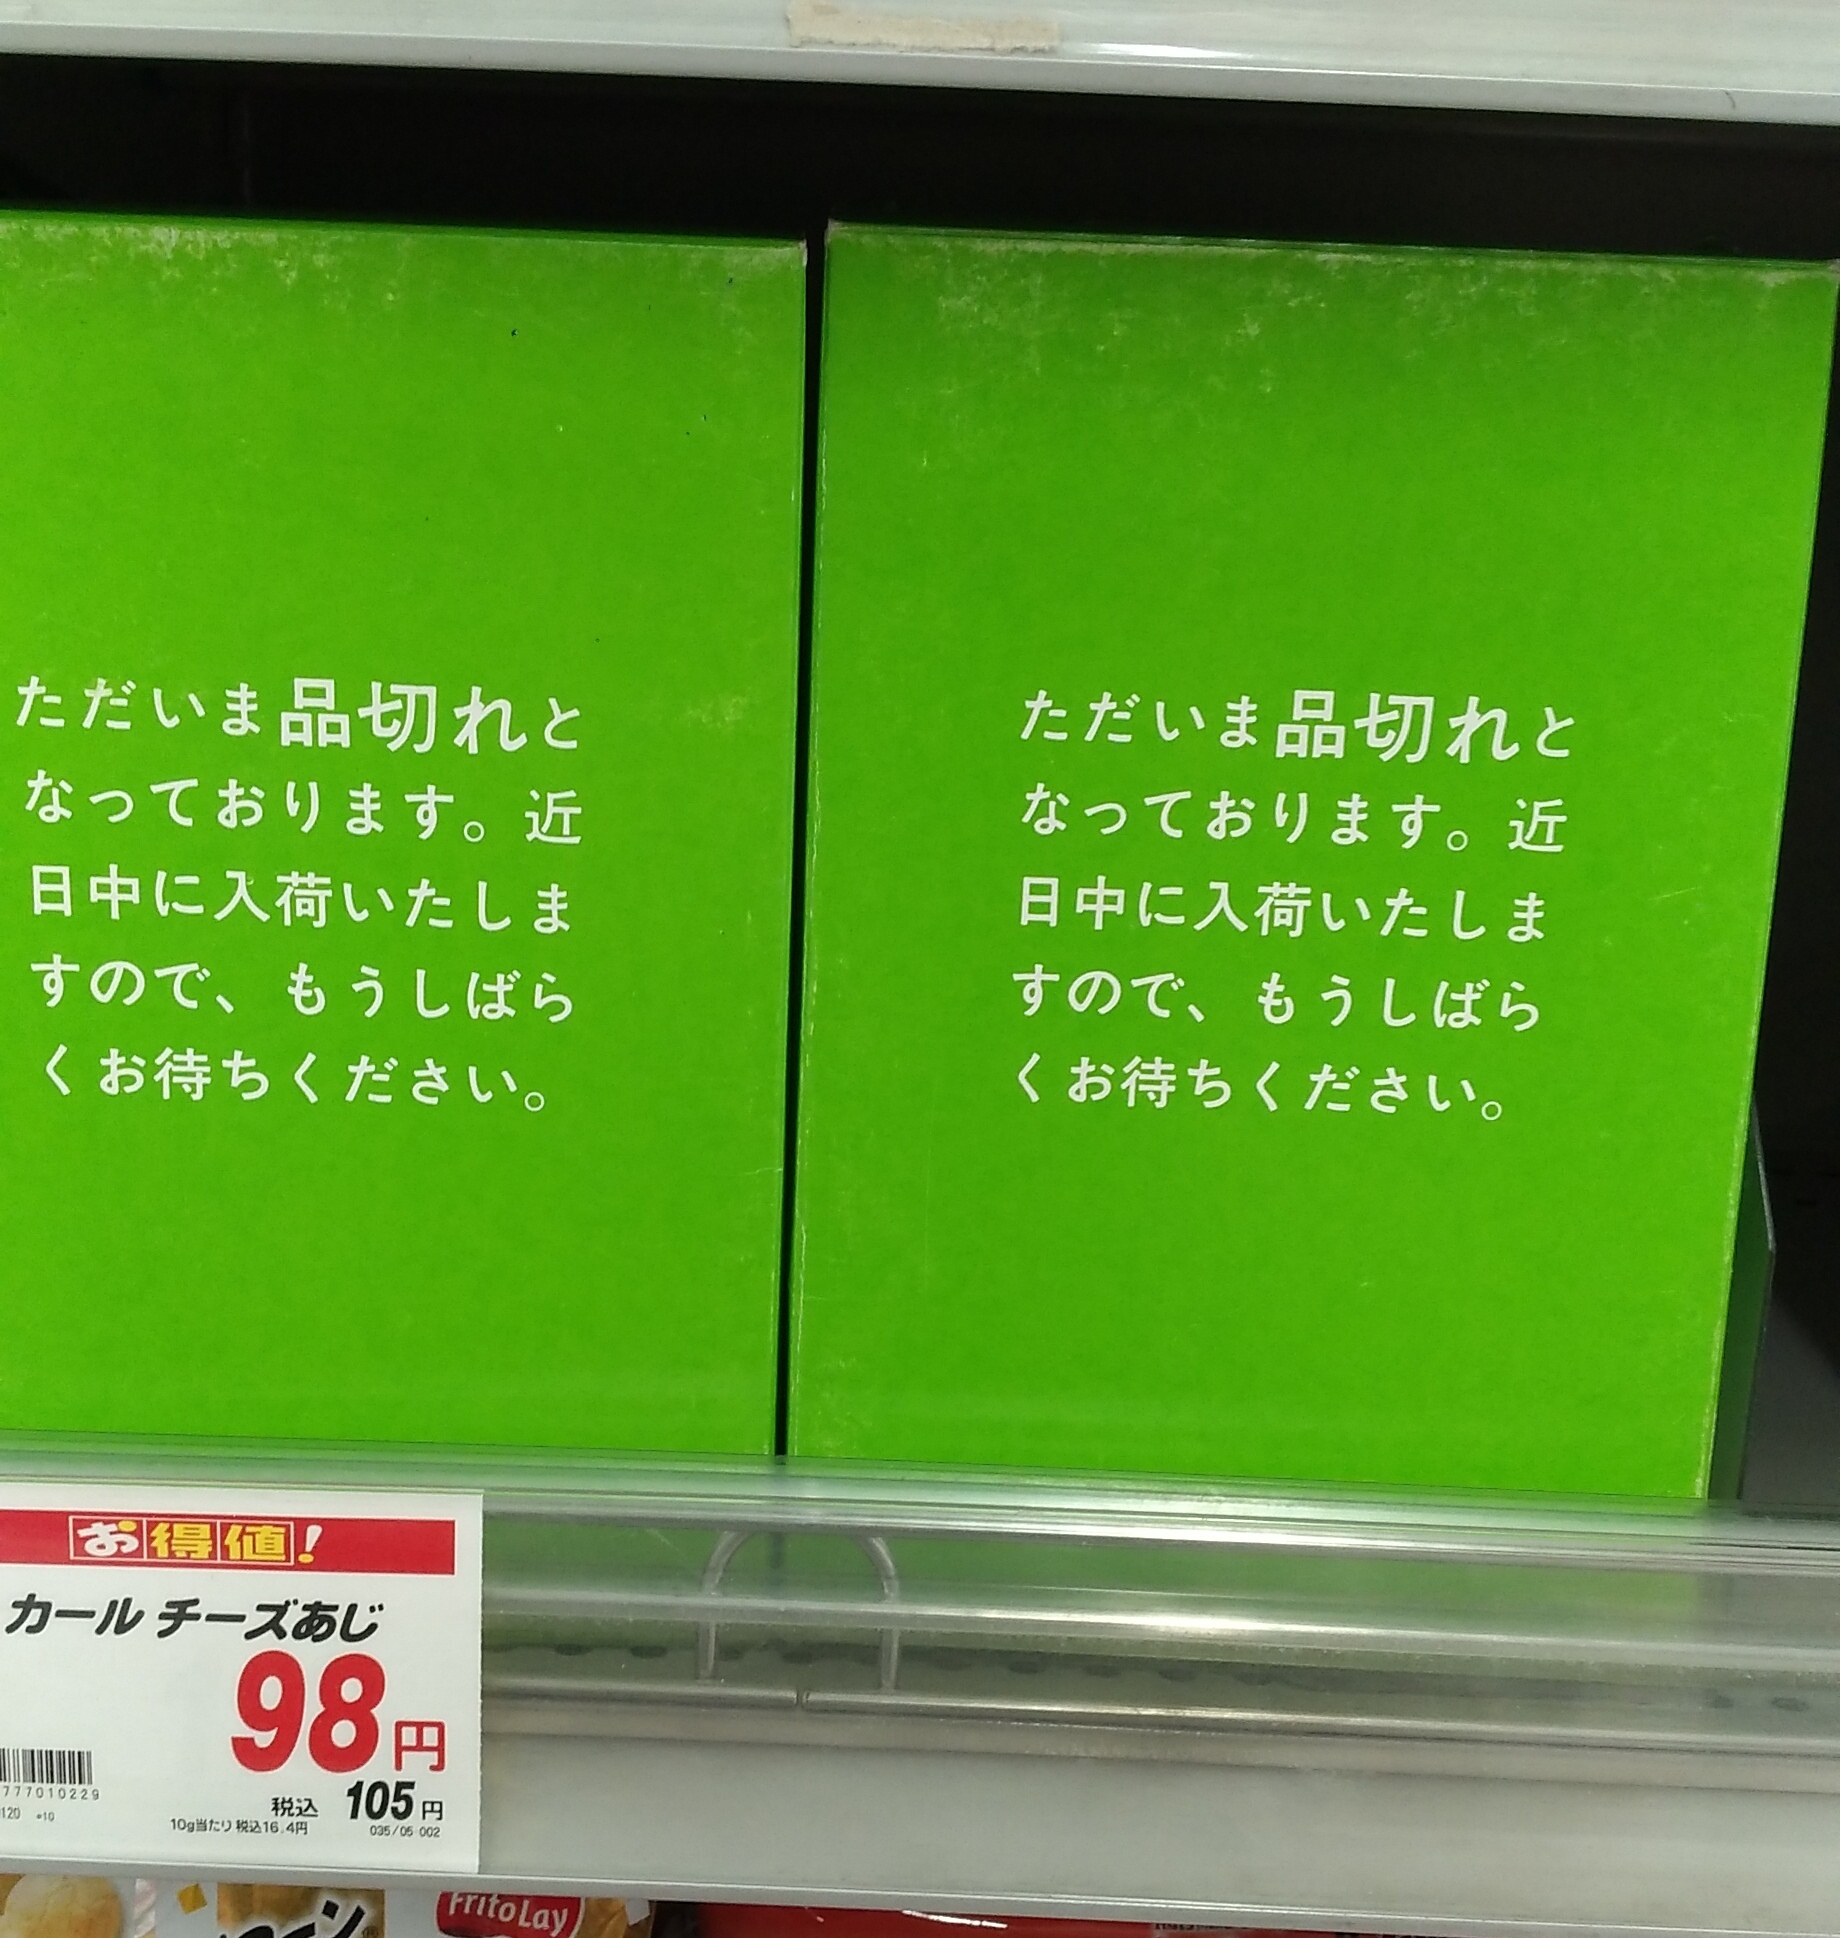 ただいま品切れと
なっております。近
日中に入荷いたしま
すので、もうしばら
くお待ちください。
ただいま品切れと
なっております。近
日中に入荷いたしま
すので、もうしばら
くお待ちください。
お得値!
カール チーズあじ
98円
777010229
税込 105円
120 *10
10g当たり 税込16.4円
035/05-002
FritoLay